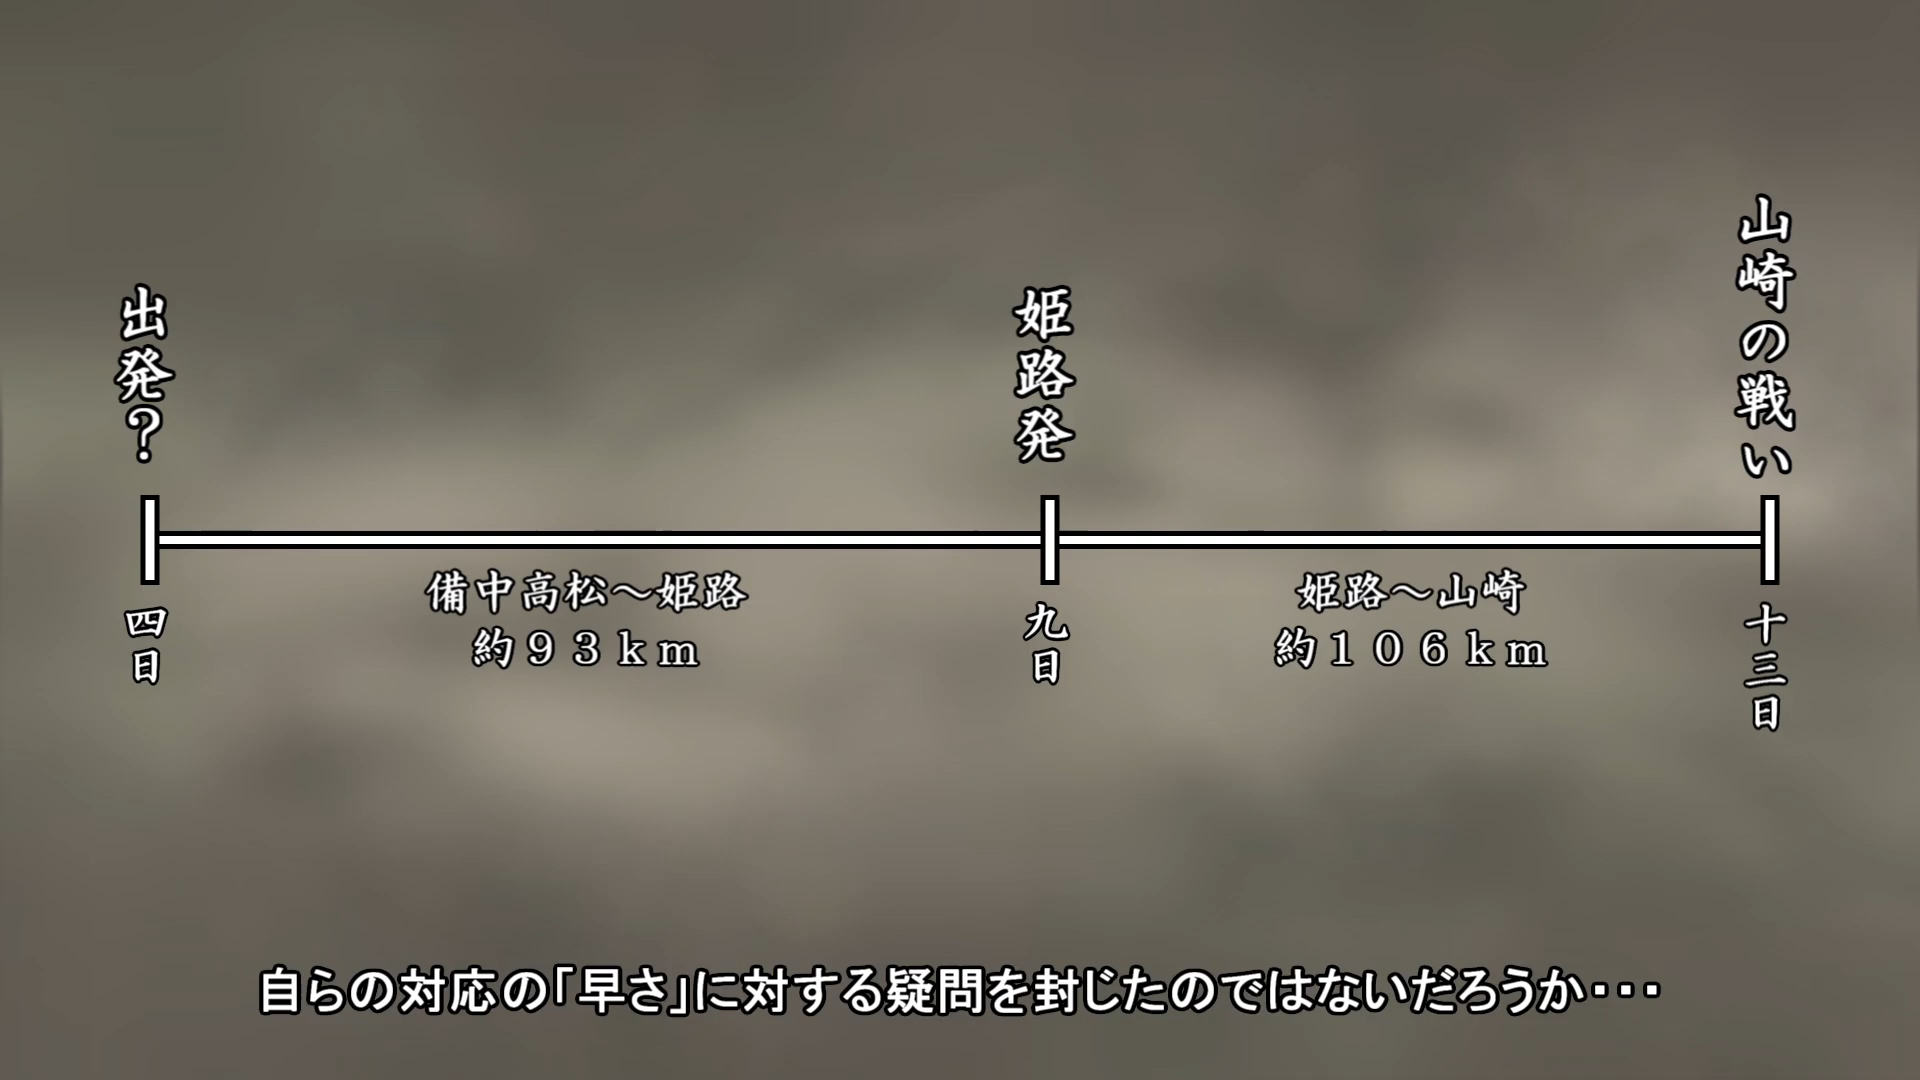 出発？
姫路発
山崎の戦い
備中高松～姫路
約９３ｋｍ
姫路～山崎
約１０６ｋｍ
四日
九日
十三日
自らの対応の｢早さ｣に対する疑問を封じたのではないだろうか･･･